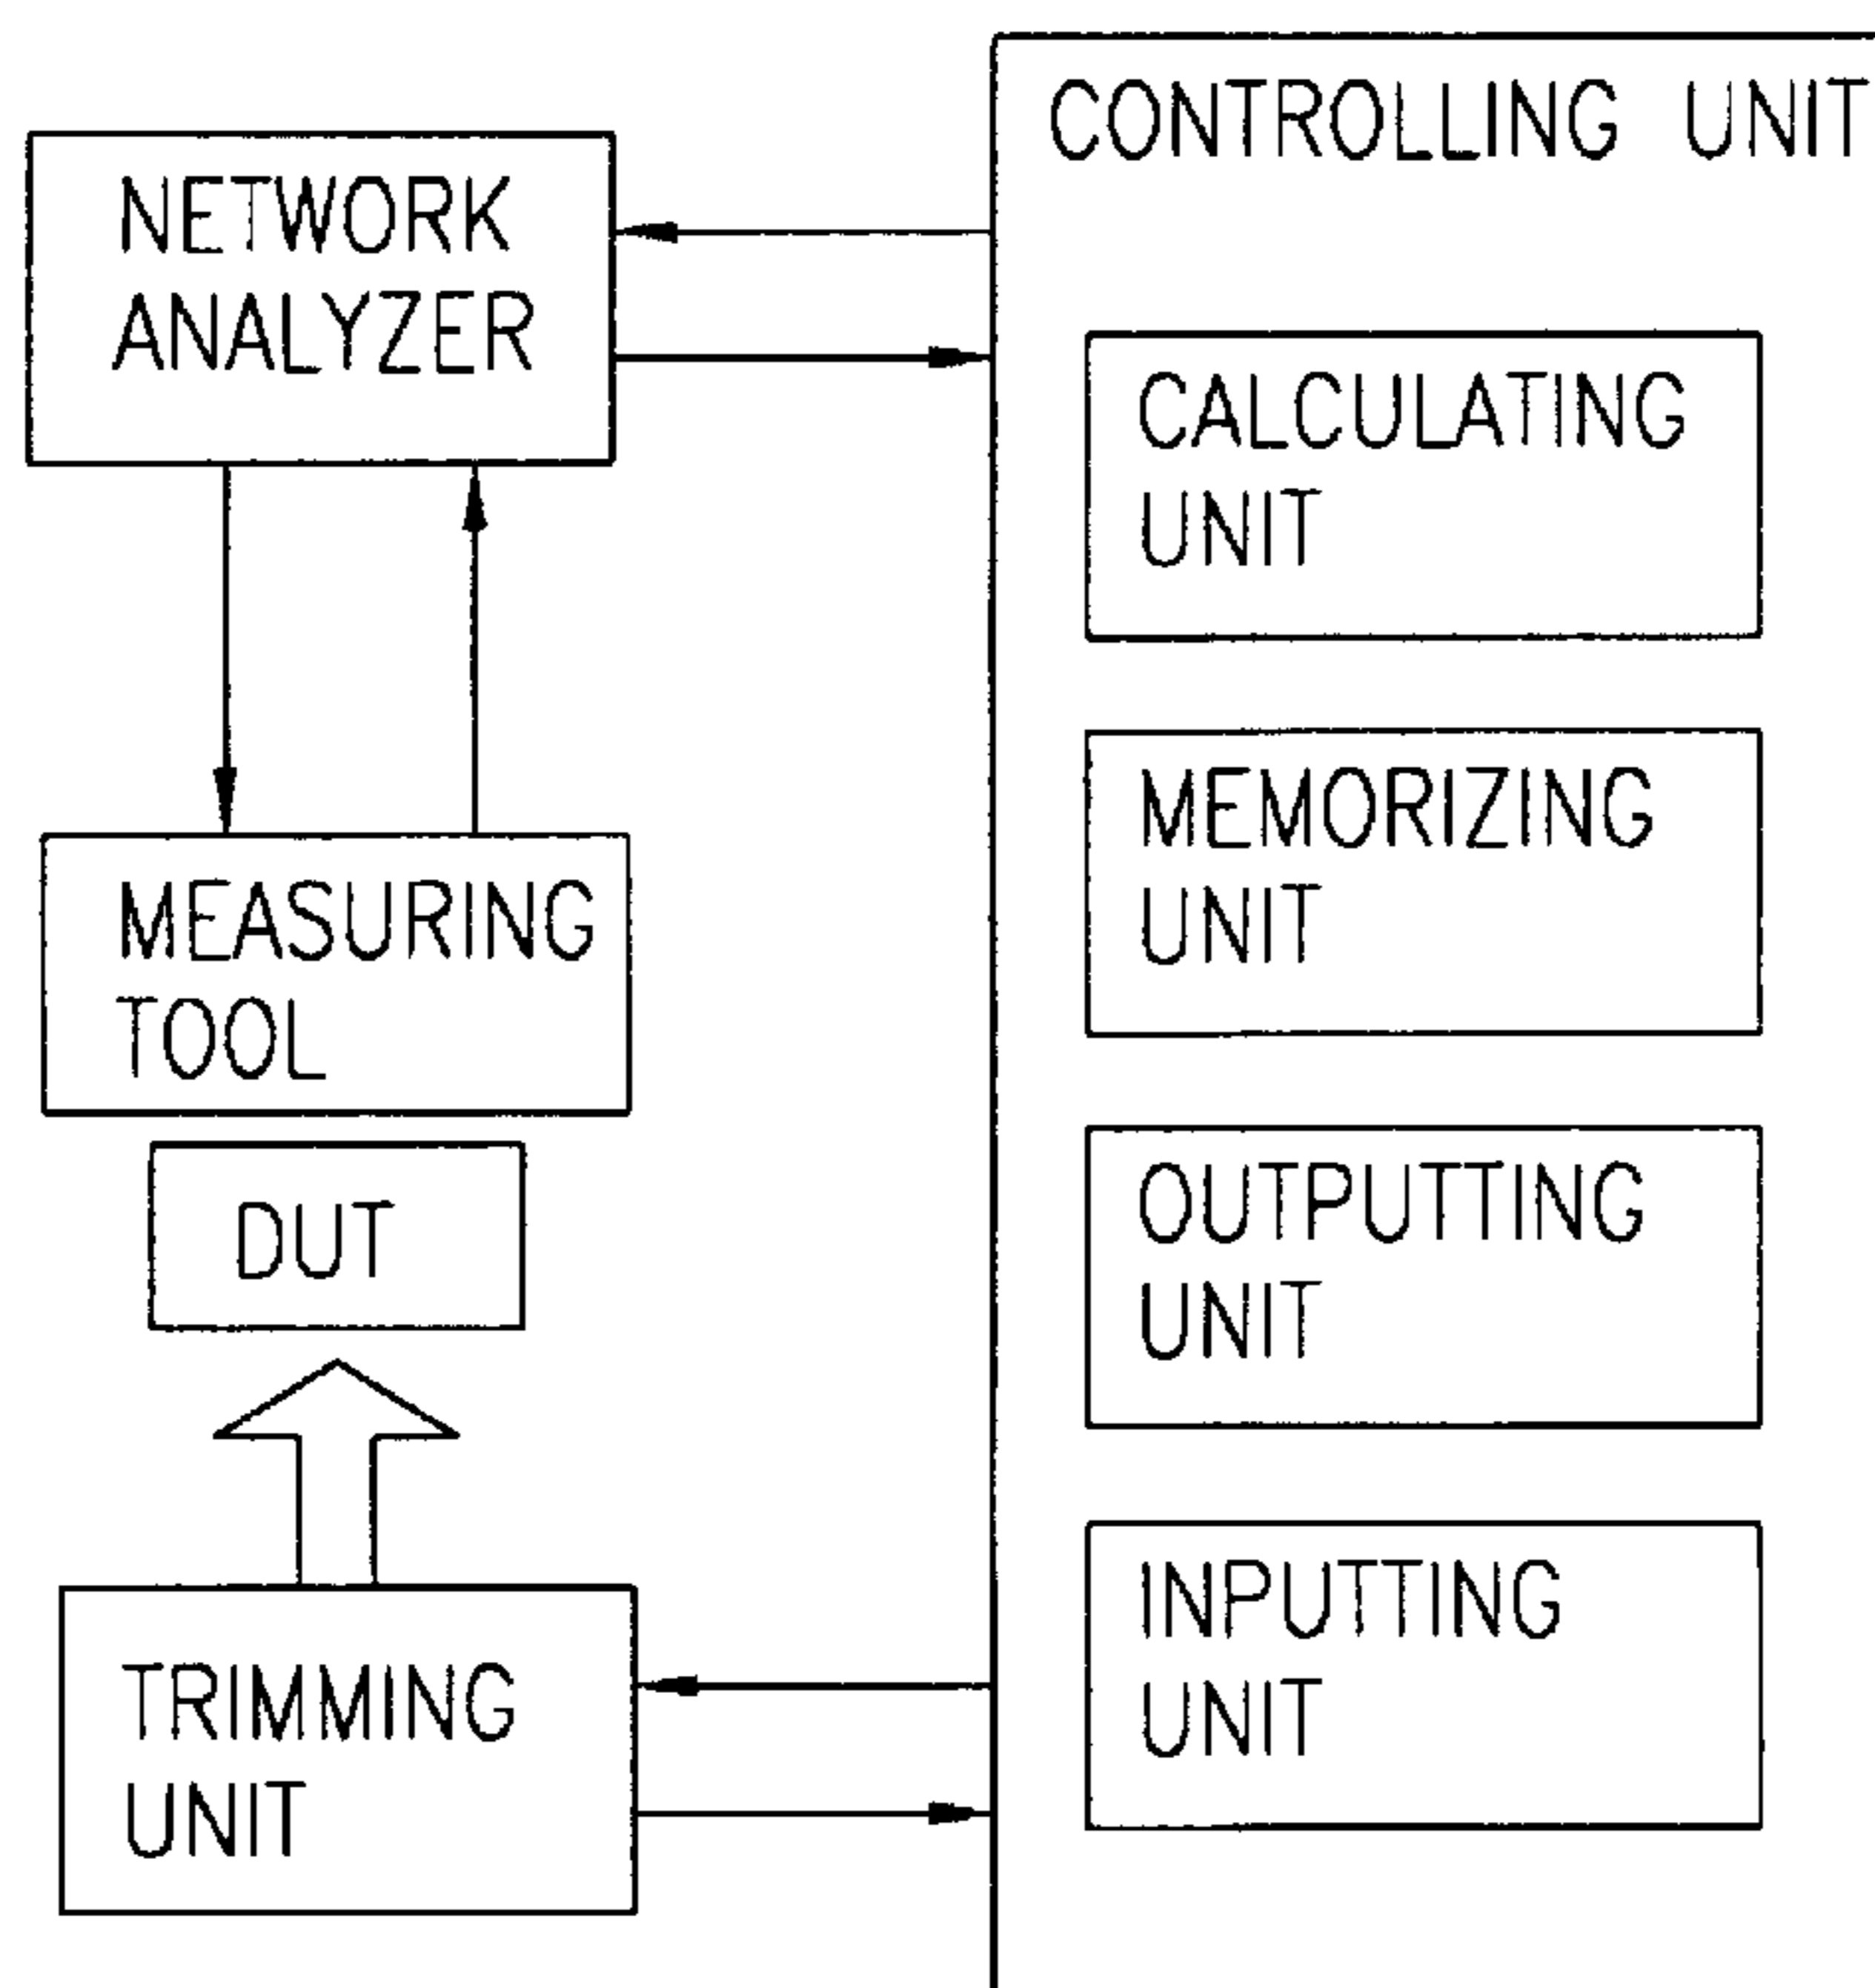 NETWORK
ANALYZER
MEASURING
TOOL
DUT
TRIMMING
UNIT
CONTROLLING UNIT
CALCULATING
UNIT
MEMORIZING
UNIT
OUTPUTTING
UNIT
INPUTTING
UNIT